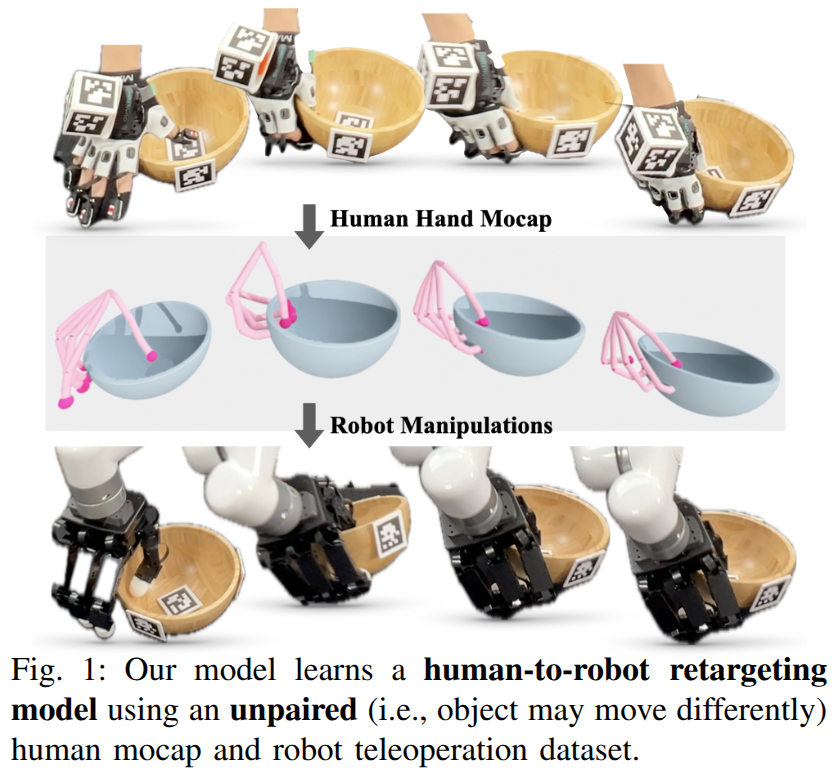 Human Hand Mocap
Robot Manipulations
Fig. 1: Our model learns a human-to-robot retargeting
model using an unpaired (i.e., object may move differently)
human mocap and robot teleoperation dataset.